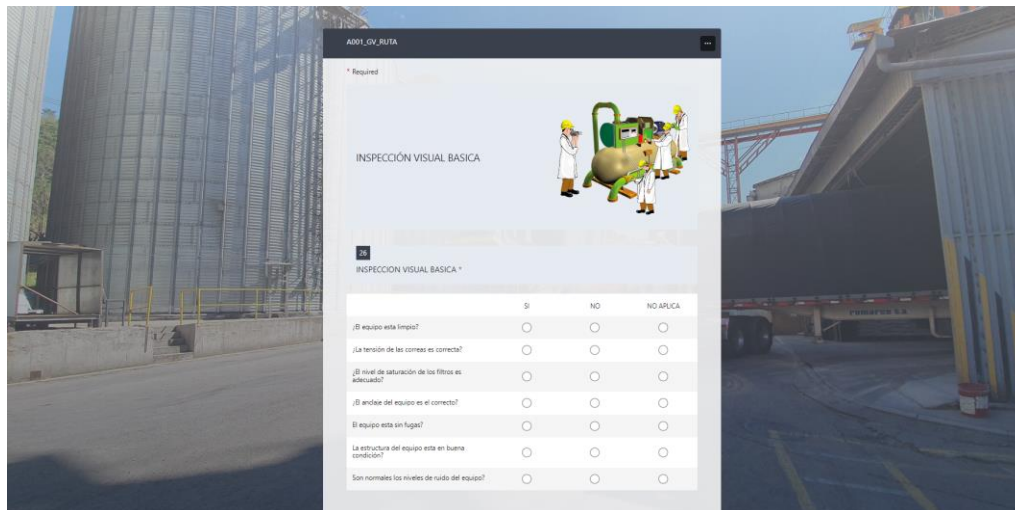 A001_GV_RUTA
...
* Required
INSPECCIÓN VISUAL BASICA
26
INSPECCION VISUAL BASICA *
SI NO NO APLICA
¿El equipo esta limpio?
¿La tensión de las correas es correcta?
¿El nivel de saturación de los filtros es
adecuado?
¿El anclaje del equipo es el correcto?
El equipo esta sin fugas?
La estructura del equipo esta en buena
condición?
Son normales los niveles de ruido del equipo?